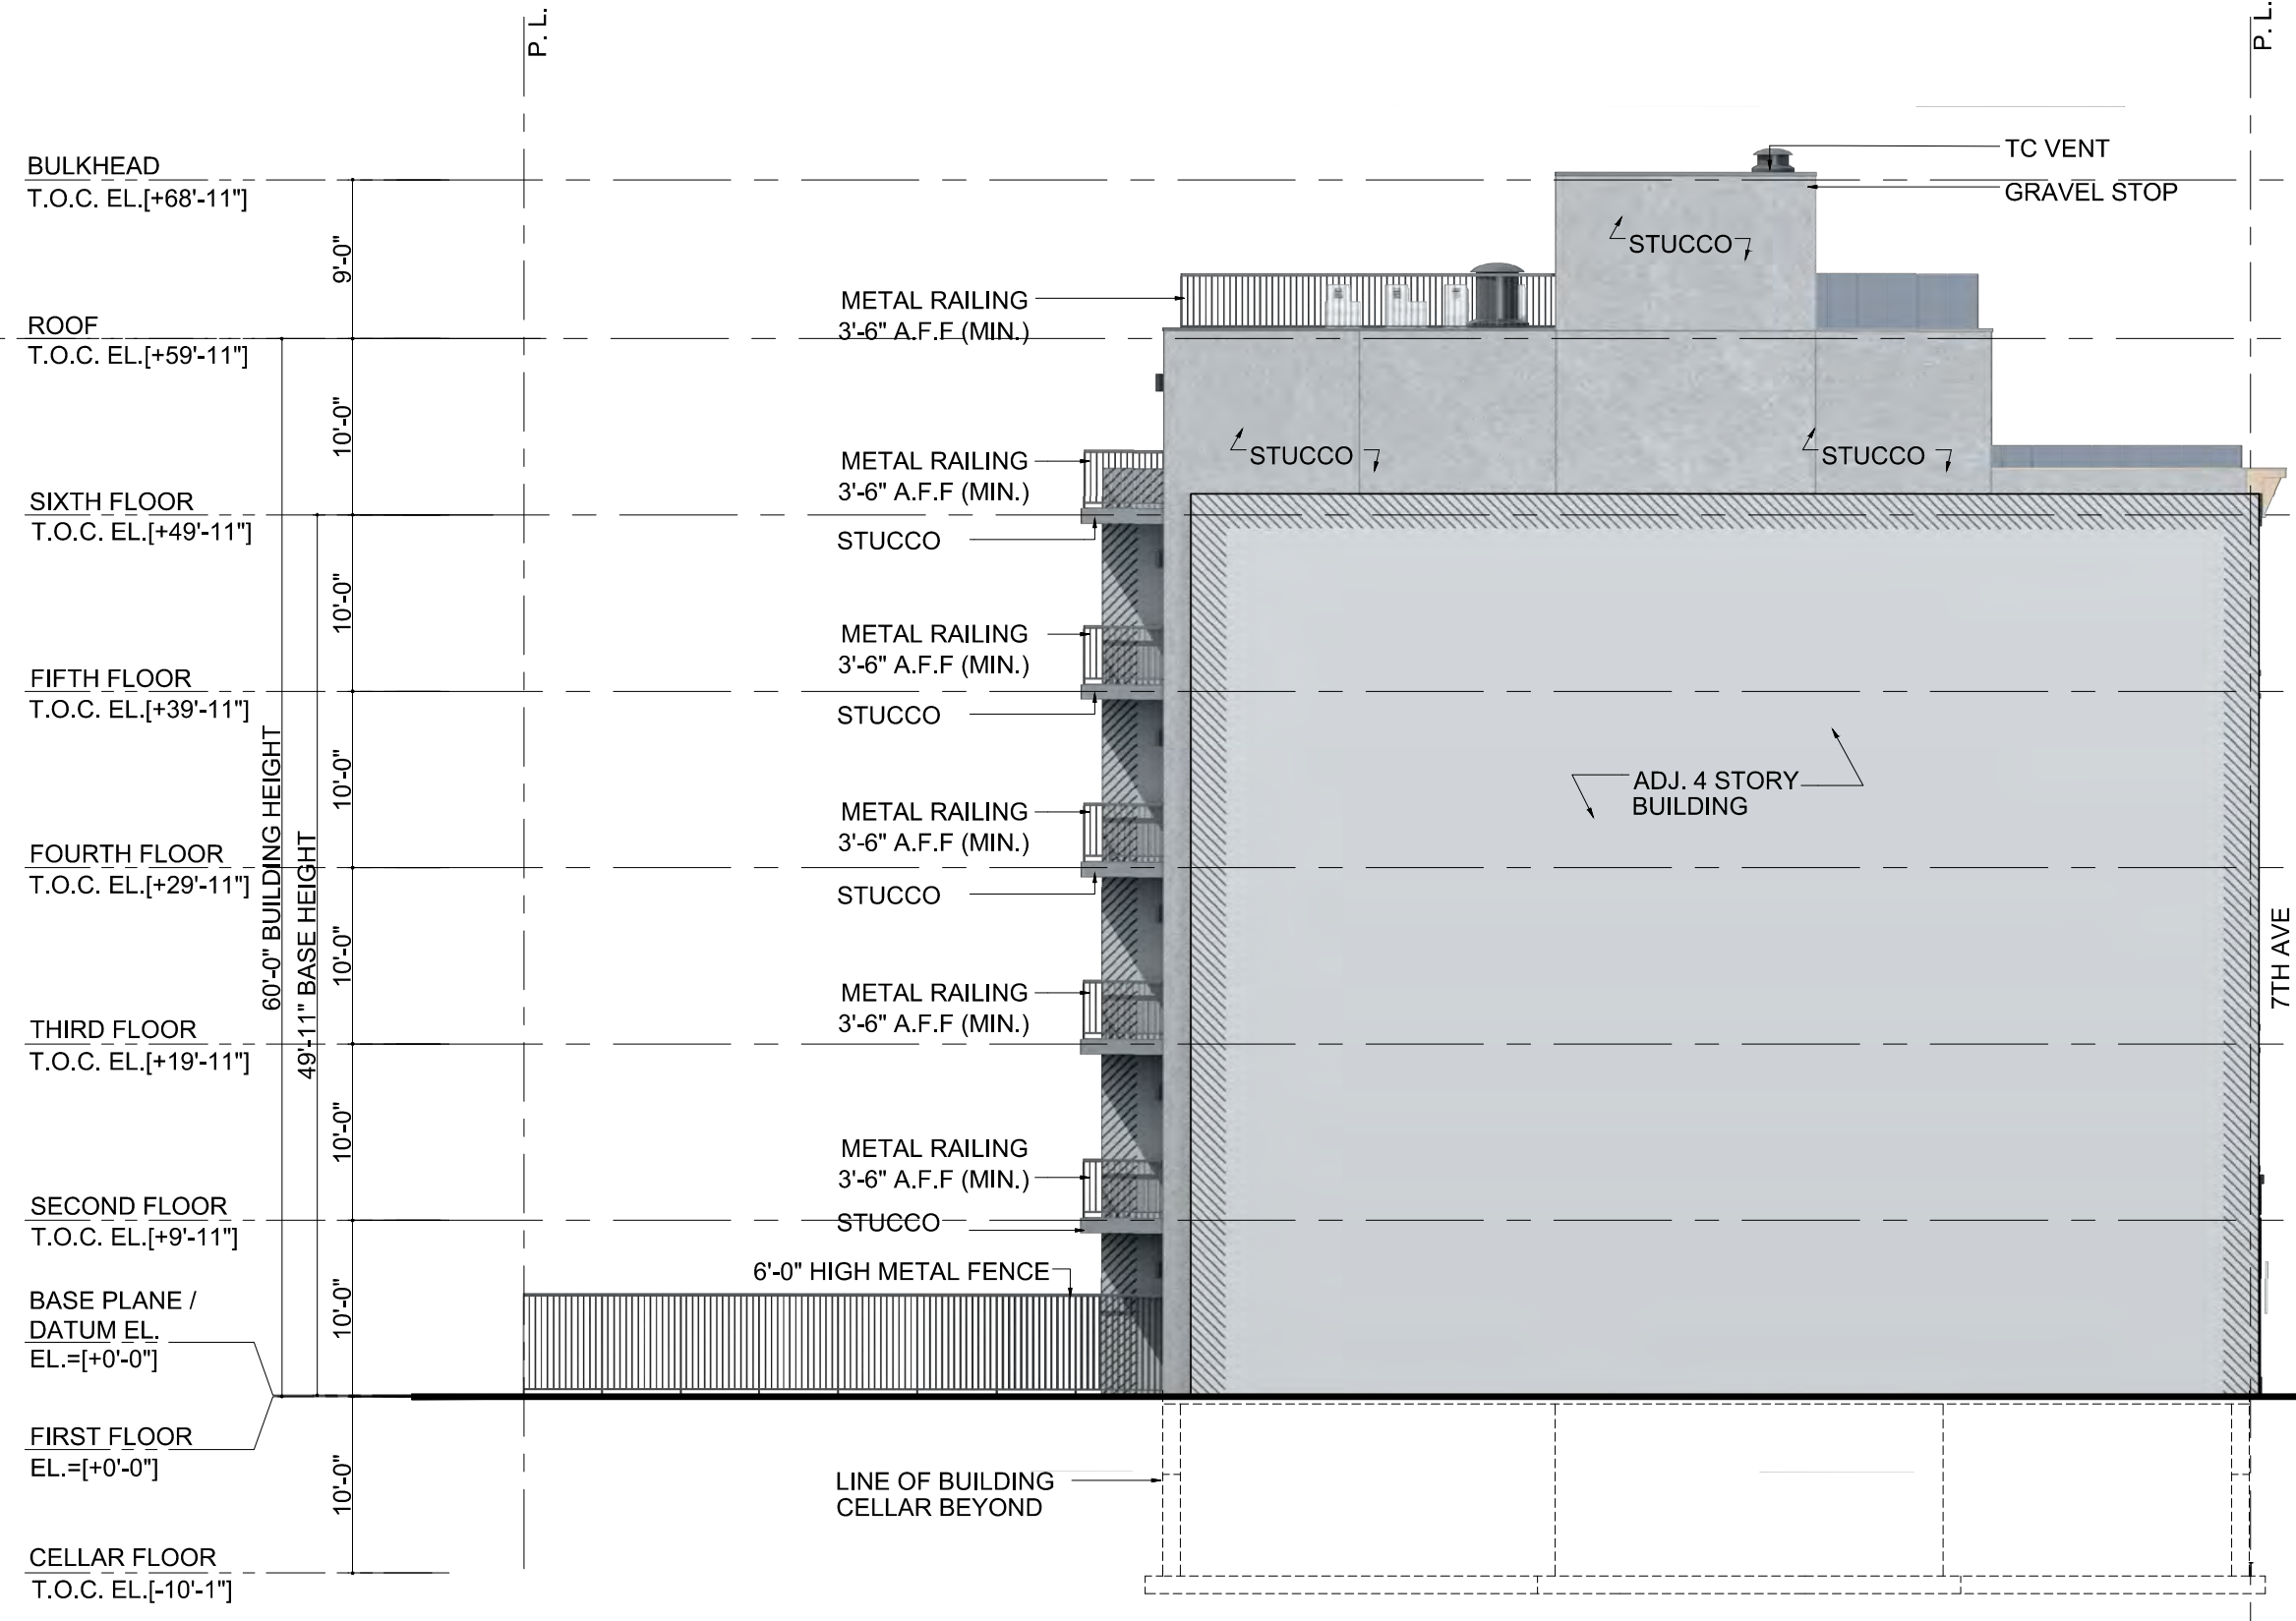 P. L.
P. L.
BULKHEAD
T.O.C. EL.[+68'-11"]
9'-0"
ROOF
T.O.C. EL.[+59'-11"]
10'-0"
SIXTH FLOOR
T.O.C. EL.[+49'-11"]
10'-0"
FIFTH FLOOR
T.O.C. EL.[+39'-11"]
10'-0"
FOURTH FLOOR
T.O.C. EL.[+29'-11"]
10'-0"
THIRD FLOOR
T.O.C. EL.[+19'-11"]
10'-0"
SECOND FLOOR
T.O.C. EL.[+9'-11"]
10'-0"
BASE PLANE /
DATUM EL.
EL.=[+0'-0"]
FIRST FLOOR
EL.=[+0'-0"]
10'-0"
CELLAR FLOOR
T.O.C. EL.[-10'-1"]
60'-0" BUILDING HEIGHT
49'-11" BASE HEIGHT
METAL RAILING
3'-6" A.F.F (MIN.)
METAL RAILING
3'-6" A.F.F (MIN.)
STUCCO
METAL RAILING
3'-6" A.F.F (MIN.)
STUCCO
METAL RAILING
3'-6" A.F.F (MIN.)
STUCCO
METAL RAILING
3'-6" A.F.F (MIN.)
METAL RAILING
3'-6" A.F.F (MIN.)
STUCCO
6'-0" HIGH METAL FENCE
LINE OF BUILDING
CELLAR BEYOND
TC VENT
GRAVEL STOP
STUCCO
STUCCO
STUCCO
ADJ. 4 STORY
BUILDING
7TH AVE